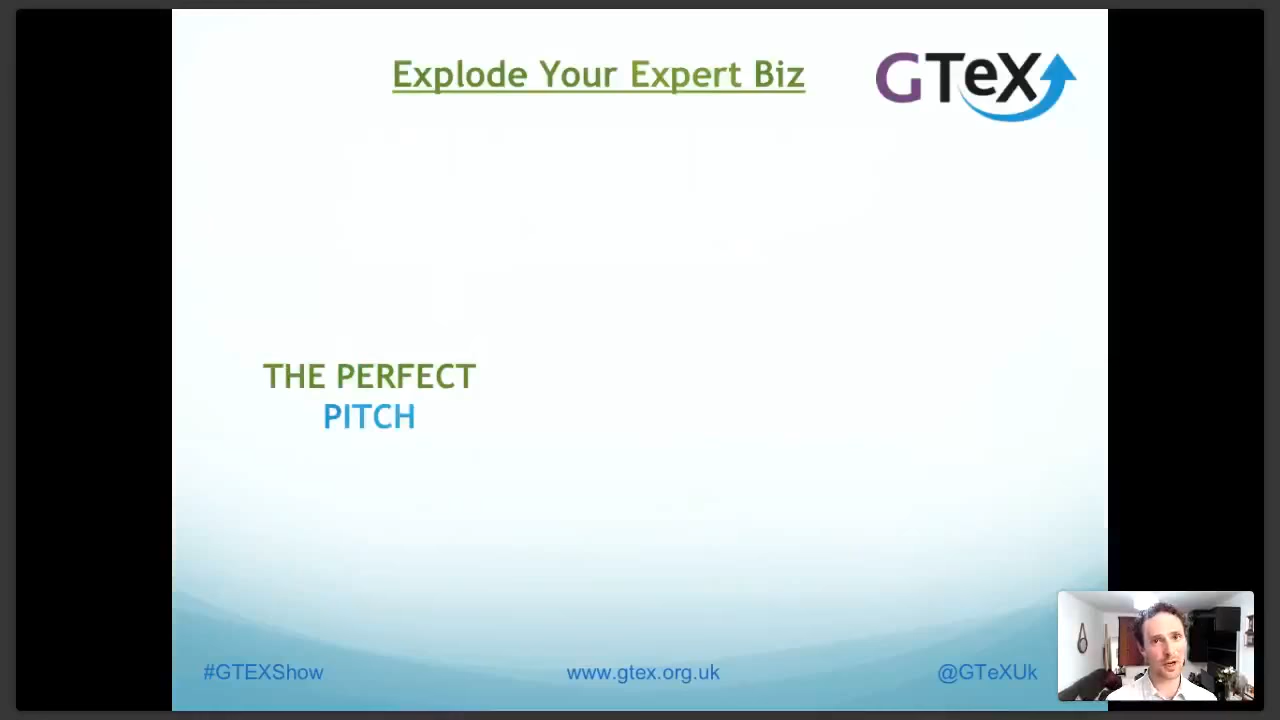 Explode Your Expert Biz
GTeX
THE PERFECT
PITCH
#GTEXShow
www.gtex.org.uk
@GTeXUk